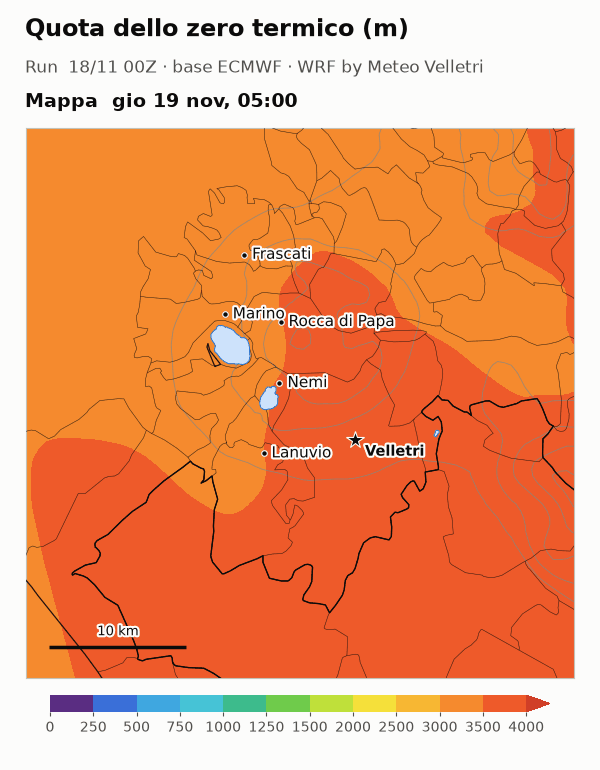 Quota dello zero termico (m)
Run  18/11 00Z · base ECMWF · WRF by Meteo Velletri
Mappa  gio 19 nov, 05:00
Frascati
Marino
Rocca di Papa
Nemi
Velletri
Lanuvio
10 km
0 250 500 750 1000 1250 1500 2000 2500 3000 3500 4000